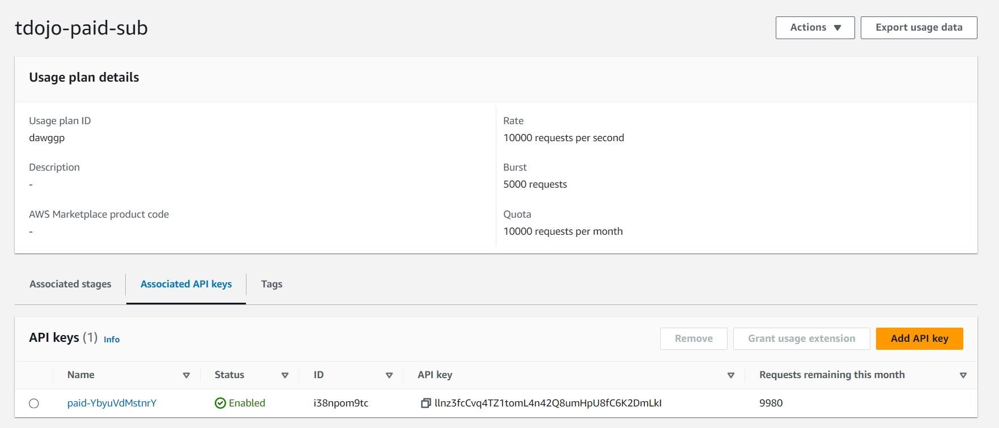 tdojo-paid-sub
Actions
Export usage data
Usage plan details
Usage plan ID
dawggp
Rate
10000 requests per second
Description
-
Burst
5000 requests
AWS Marketplace product code
-
Quota
10000 requests per month
Associated stages
Associated API keys
Tags
API keys (1) Info
Remove
Grant usage extension
Add API key
Name
Status
ID
API key
Requests remaining this month
paid-YbyuVdMstnrY
Enabled
i38npom9tc
llnz3fcCvq4TZ1tomL4n42Q8umHpU8fC6K2DmLkI
9980